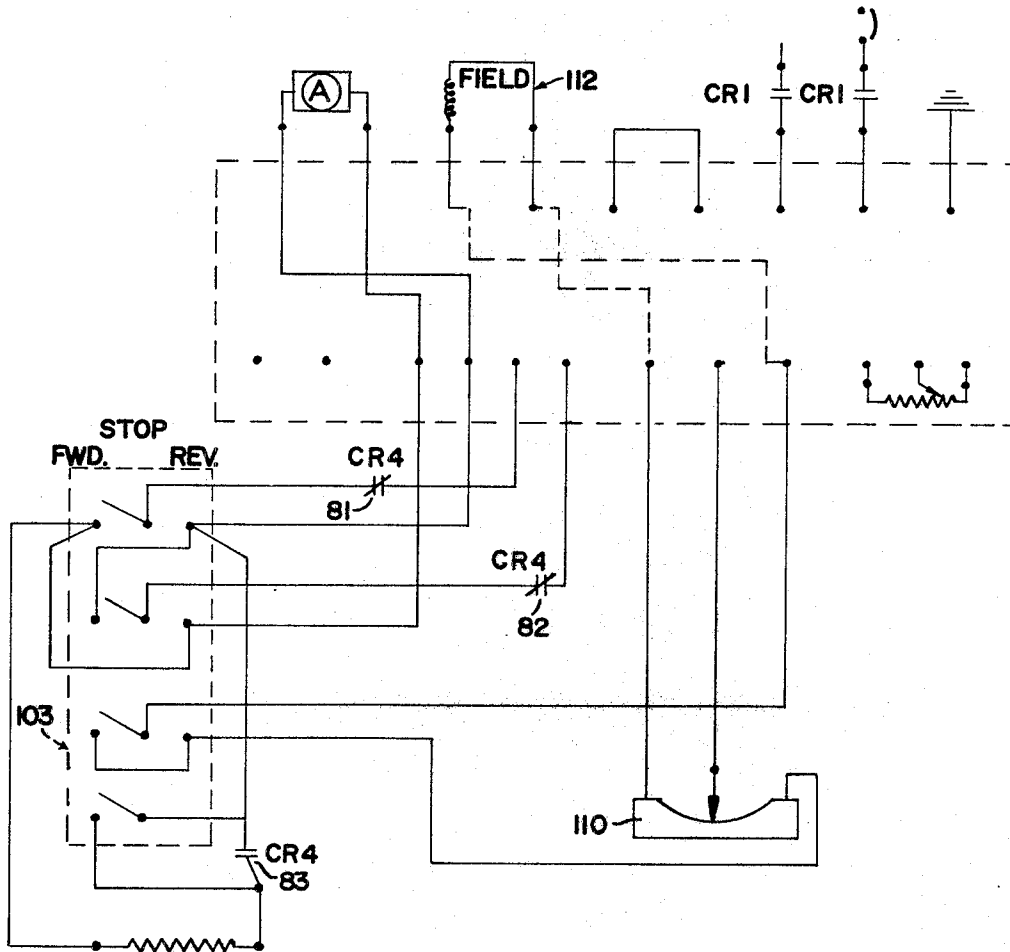 A
FIELD
112
CR1
CR1
STOP
FWD.
REV.
CR4
81
CR4
82
103
110
CR4
83